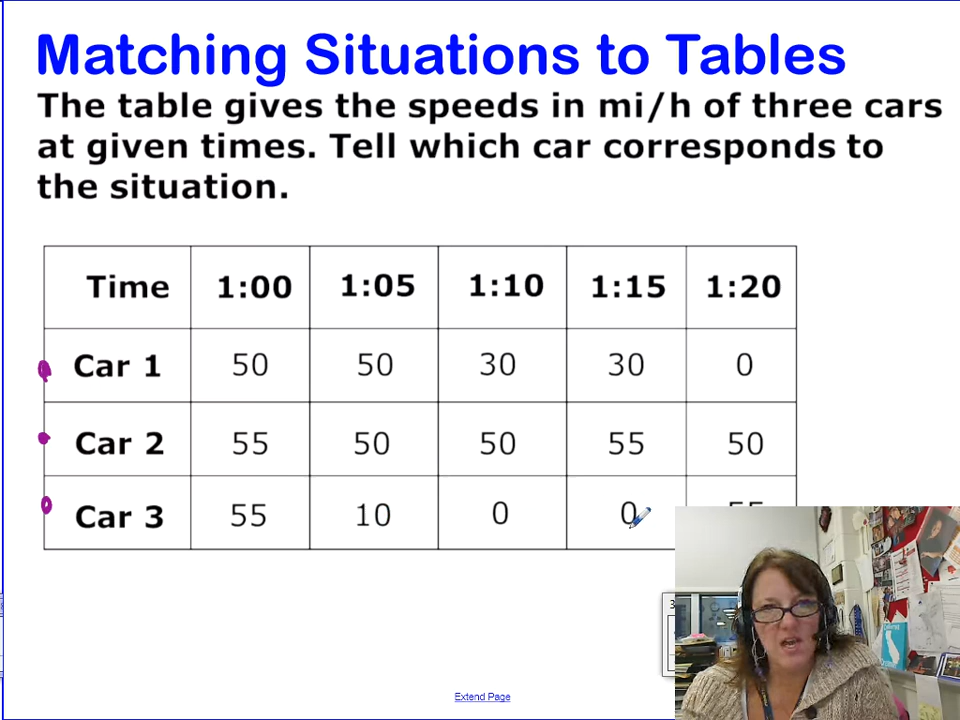 Matching Situations to Tables
The table gives the speeds in mi/h of three cars
at given times. Tell which car corresponds to
the situation.
Time 1:00 1:05 1:10 1:15 1:20
Car 1 50 50 30 30 0
Car 2 55 50 50 55 50
Car 3 55 10 0 0 55
Extend Page